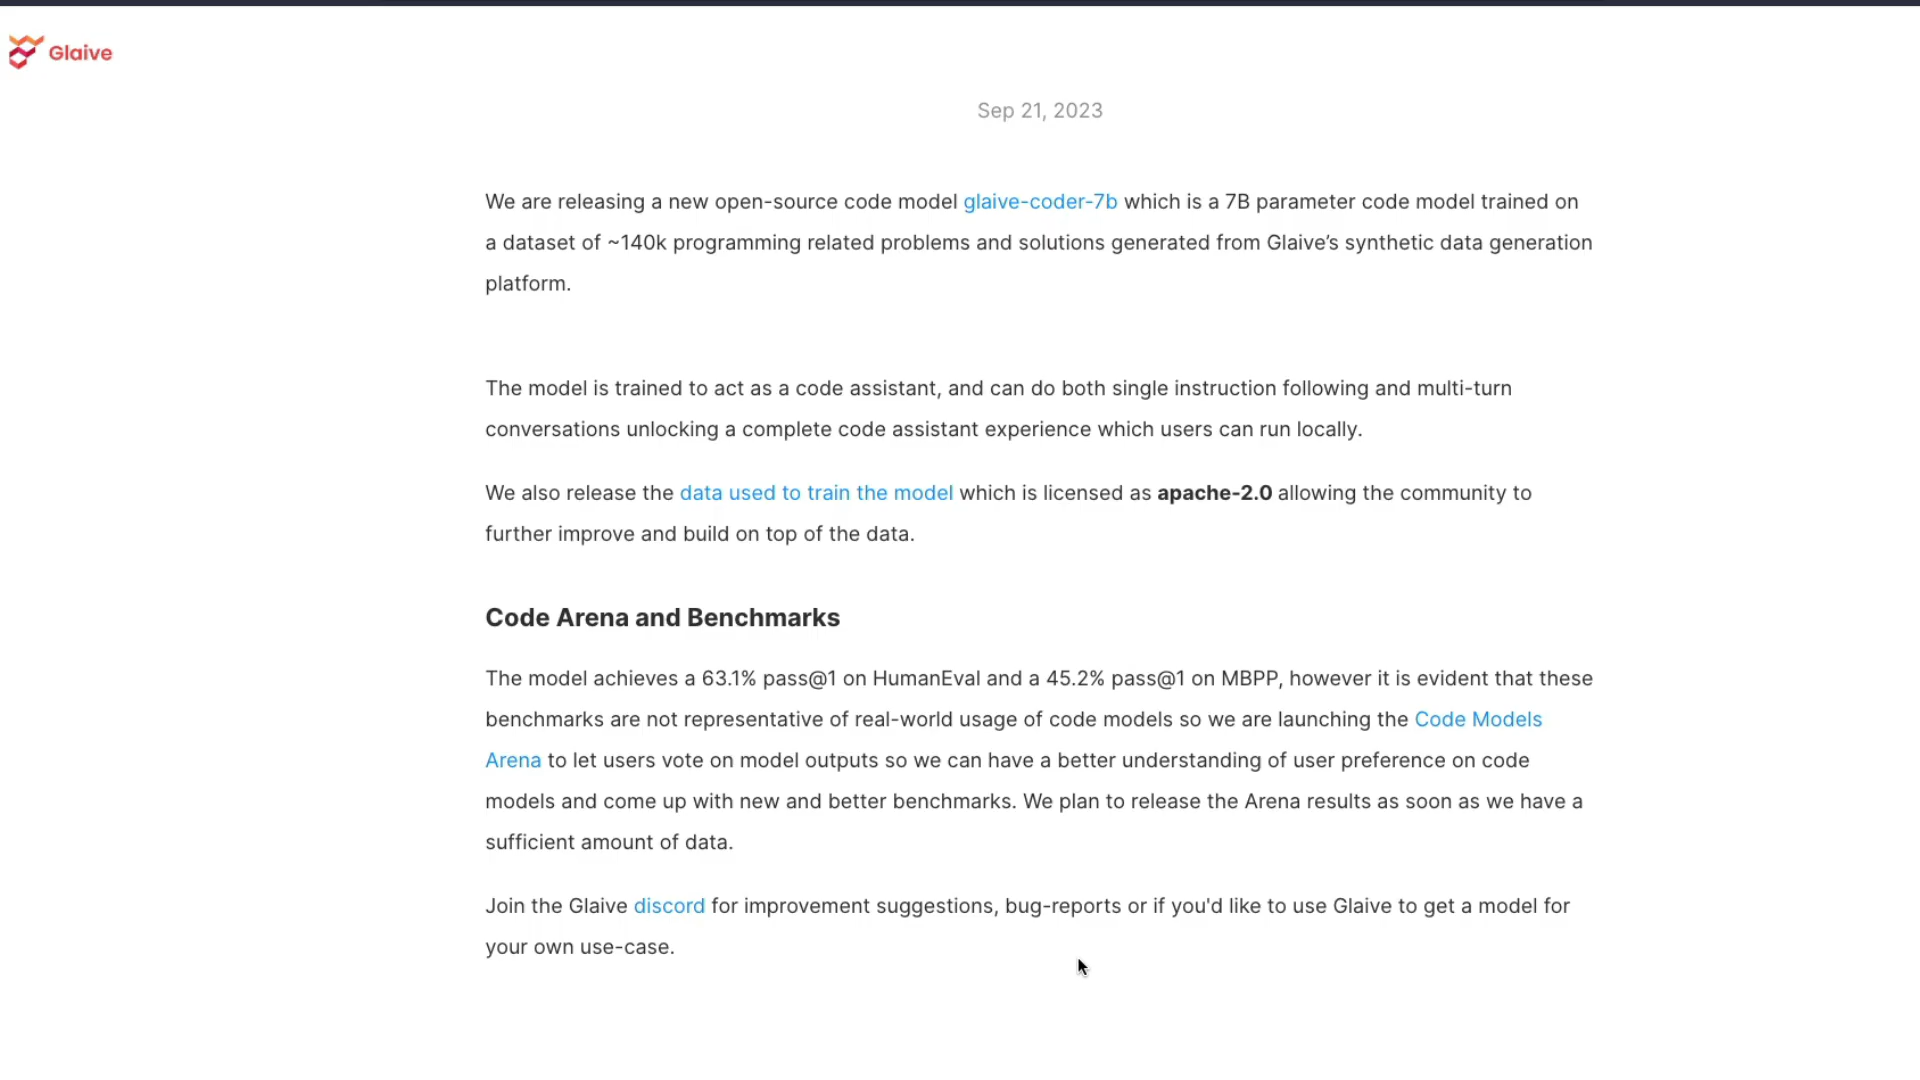 Glaive
Sep 21, 2023
We are releasing a new open-source code model glaive-coder-7b which is a 7B parameter code model trained on
a dataset of ~140k programming related problems and solutions generated from Glaive’s synthetic data generation
platform.
The model is trained to act as a code assistant, and can do both single instruction following and multi-turn
conversations unlocking a complete code assistant experience which users can run locally.
We also release the data used to train the model which is licensed as apache-2.0 allowing the community to
further improve and build on top of the data.
Code Arena and Benchmarks
The model achieves a 63.1% pass@1 on HumanEval and a 45.2% pass@1 on MBPP, however it is evident that these
benchmarks are not representative of real-world usage of code models so we are launching the Code Models
Arena to let users vote on model outputs so we can have a better understanding of user preference on code
models and come up with new and better benchmarks. We plan to release the Arena results as soon as we have a
sufficient amount of data.
Join the Glaive discord for improvement suggestions, bug-reports or if you'd like to use Glaive to get a model for
your own use-case.